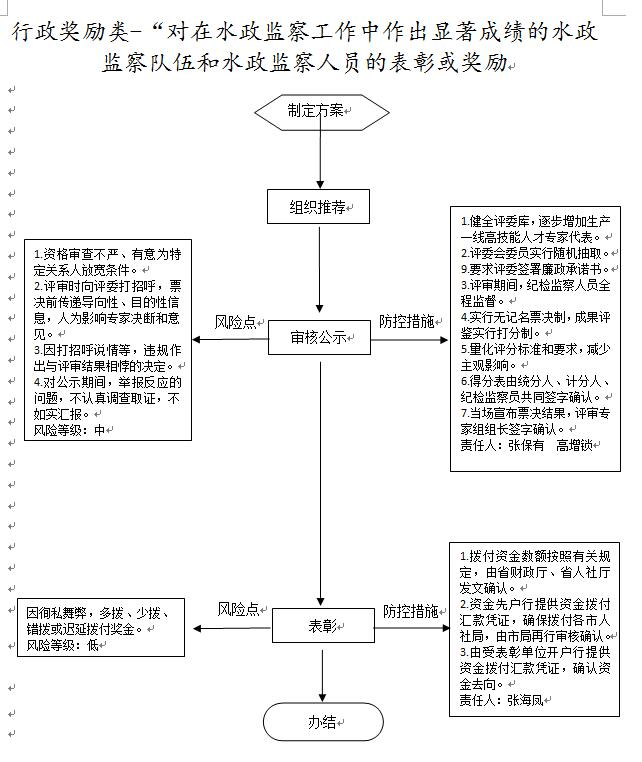 行政奖励类-“对在水政监察工作中作出显著成绩的水政
监察队伍和水政监察人员的表彰或奖励
制定方案
组织推荐
1.资格审查不严、有意为特
定关系人放宽条件。
2.评审时向评委打招呼，票
决前传递导向性、目的性信
息，人为影响专家决断和意
见。
3.因打招呼说情等，违规作
出与评审结果相悖的决定。
4.对公示期间，举报反应的
问题，不认真调查取证，不
如实汇报。
风险等级：中
风险点
审核公示
防控措施
1.健全评委库，逐步增加生产
一线高技能人才专家代表。
2.评委会委员实行随机抽取。
9.要求评委签署廉政承诺书。
3.评审期间，纪检监察人员全
程监督。
4.实行无记名票决制，成果评
鉴实行打分制。
5.量化评分标准和要求，减少
主观影响。
6.得分表由统分人、计分人、
纪检监察员共同签字确认。
7.当场宣布票决结果，评审专
家组组长签字确认。
责任人：张保有 高增锁
因徇私舞弊，多拨、少拨、
错拨或迟延拨付奖金。
风险等级：低
风险点
表彰
防控措施
1.拨付资金数额按照有关规
定，由省财政厅、省人社厅
发文确认。
2.资金先户行提供资金拨付
汇款凭证，确保拨付各市人
社局，由市局再行审核确认。
3.由受表彰单位开户行提供
资金拨付汇款凭证，确认资
金去向。
责任人：张海凤
办结